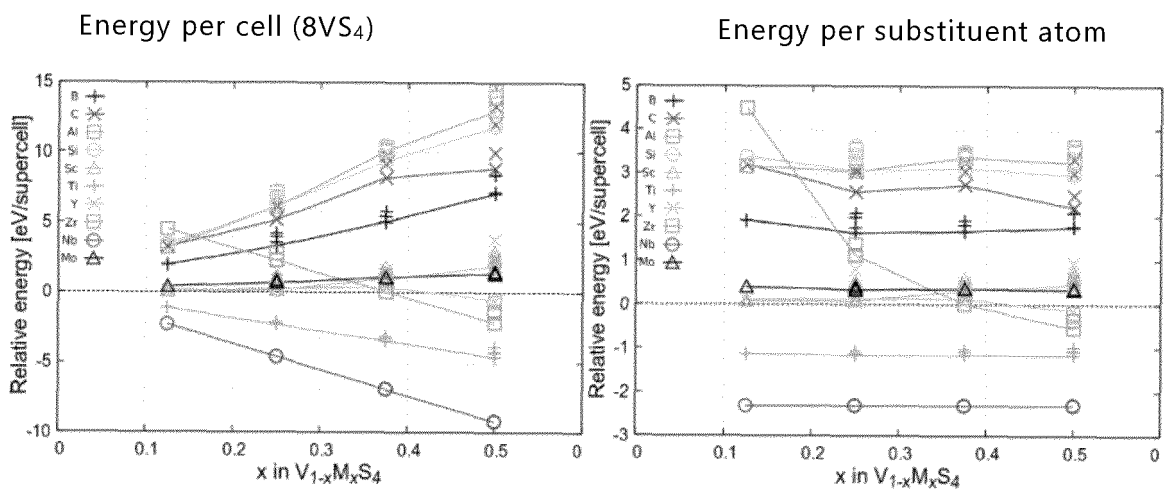 Energy per cell (8VS₄)
Energy per substituent atom
Relative energy [eV/supercell]
15
10
5
0
-5
-10
B
C
Al
Si
Sc
Ti
Y
Zr
Nb
Mo
0
0.1
0.2
0.3
0.4
0.5
0
x in V₁₋ₓMₓS₄
Relative energy [eV/supercell]
5
4
3
2
1
0
-1
-2
-3
B
C
Al
Si
Sc
Ti
Y
Zr
Nb
Mo
0
0.1
0.2
0.3
0.4
0.5
0
x in V₁₋ₓMₓS₄